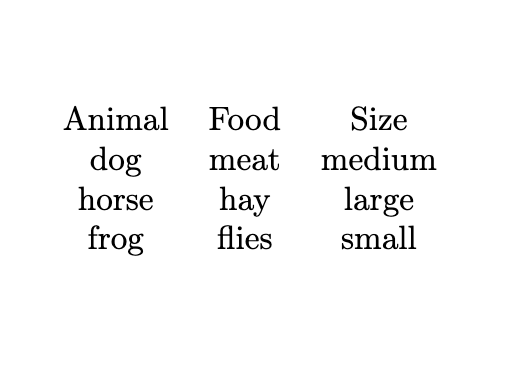 Animal Food Size
dog meat medium
horse hay large
frog flies small